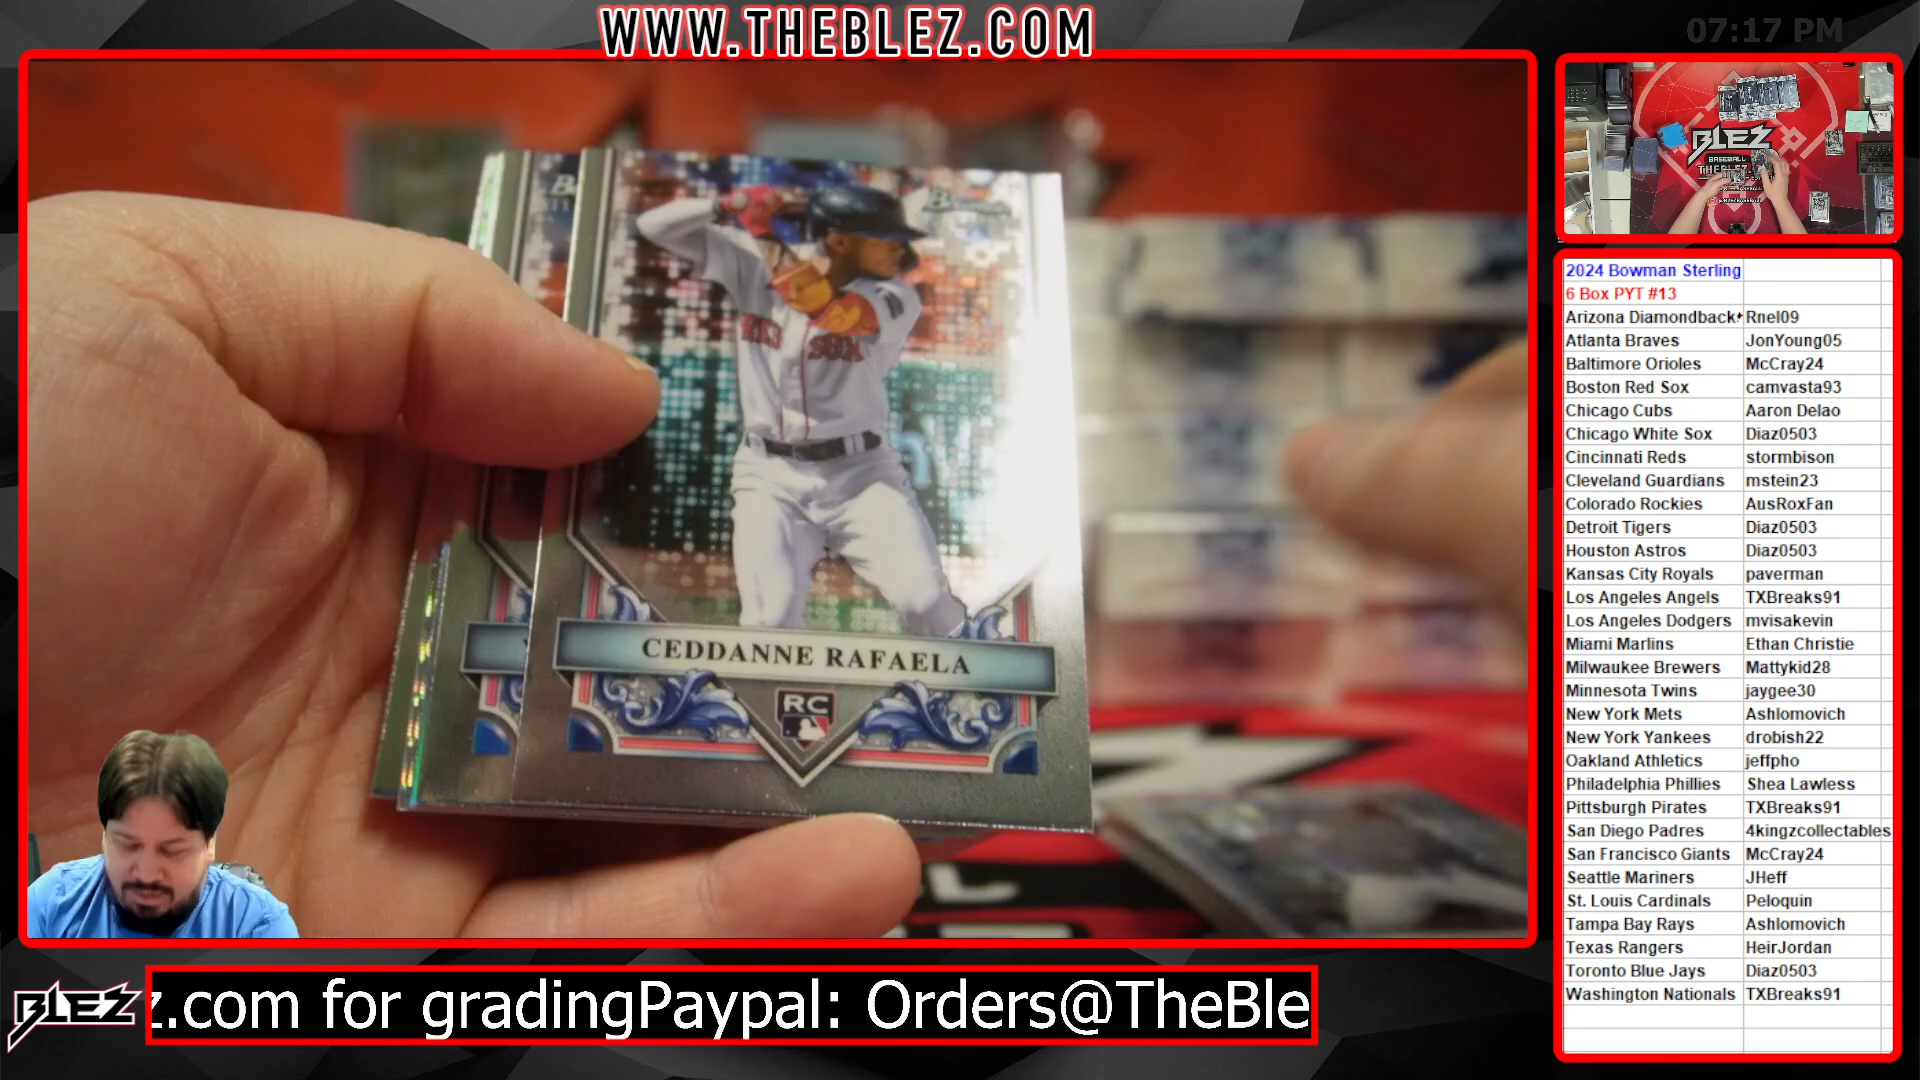 WWW.THEBLEZ.COM
07:17 PM
RED SOX
CEDDANNE RAFAELA
RC
BLEZ
BASEBALL
2024 Bowman Sterling
6 Box PYT #13
Arizona Diamondback Rnel09
Atlanta Braves JonYoung05
Baltimore Orioles McCray24
Boston Red Sox camvasta93
Chicago Cubs Aaron Delao
Chicago White Sox Diaz0503
Cincinnati Reds stormbison
Cleveland Guardians mstein23
Colorado Rockies AusRoxFan
Detroit Tigers Diaz0503
Houston Astros Diaz0503
Kansas City Royals paverman
Los Angeles Angels TXBreaks91
Los Angeles Dodgers mvisakevin
Miami Marlins Ethan Christie
Milwaukee Brewers Mattykid28
Minnesota Twins jaygee30
New York Mets Ashlomovich
New York Yankees drobish22
Oakland Athletics jeffpho
Philadelphia Phillies Shea Lawless
Pittsburgh Pirates TXBreaks91
San Diego Padres 4kingzcollectables
San Francisco Giants McCray24
Seattle Mariners JHeff
St. Louis Cardinals Peloquin
Tampa Bay Rays Ashlomovich
Texas Rangers HeirJordan
Toronto Blue Jays Diaz0503
Washington Nationals TXBreaks91
BLEZ
z.com for gradingPaypal: Orders@TheBle